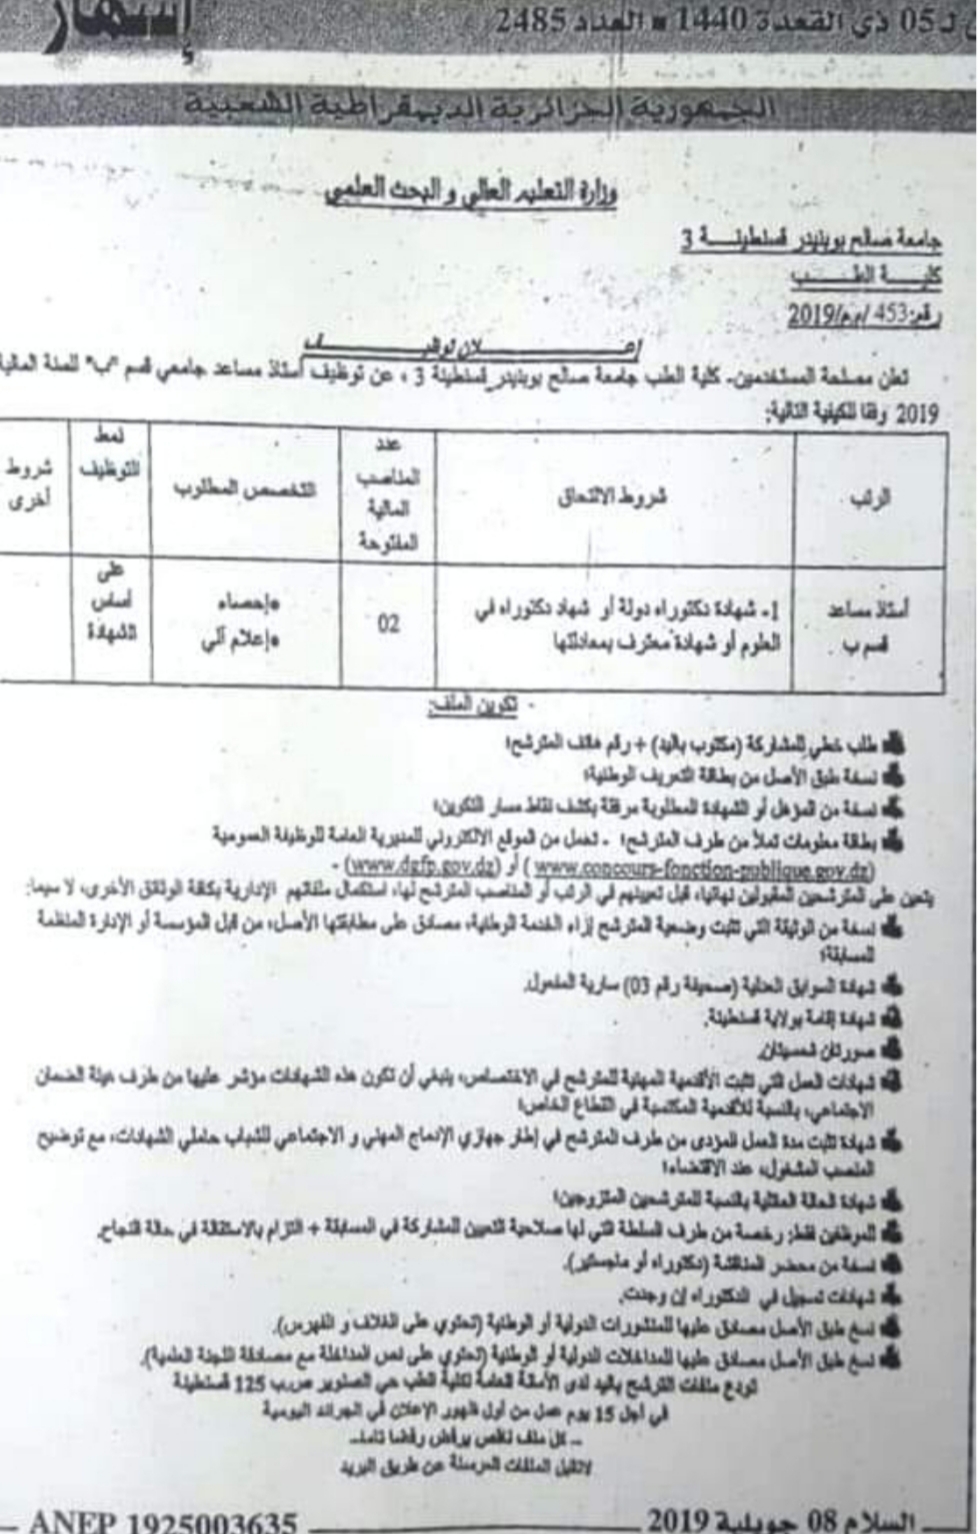 لـ 05 ذي القعدة 1440 ■ العدد 2485
إشهار
الجمهورية الجزائرية الديمقراطية الشعبية
وزارة التعليم العالي و البحث العلمي
جامعة صالح بوبنيدر قسنطينــة 3
كليــة الطــب
رقم:453 /م.م/2019
إعــــلان توظيــــف
تعلن مصلحة المستخدمين- كلية الطب جامعة صالح بوبنيدر قسنطينة 3 ، عن توظيف أستاذ مساعد جامعي قسم "ب" للسنة المالية
2019 وفقا للكيفية التالية:
الرتب
شروط الالتحاق
عدد المناصب المالية المفتوحة
التخصص المطلوب
نمط التوظيف
شروط أخرى
أستاذ مساعد قسم ب
1- شهادة دكتوراه دولة أو شهاد دكتوراه في
العلوم أو شهادة معترف بمعادلتها
02
•إحصاء
•إعلام آلي
على أساس الشهادة
- تكوين الملف:
طلب خطي للمشاركة (مكتوب باليد) + رقم هاتف المترشح؛
نسخة طبق الأصل من بطاقة التعريف الوطنية؛
نسخة من المؤهل أو الشهادة المطلوبة مرفقة بكشف نقاط مسار التكوين؛
بطاقة معلومات تملأ من طرف المترشح؛ - تحمل من الموقع الالكتروني للمديرية العامة للوظيفة العمومية
(www.concours-fonction-publique.gov.dz ) أو (www.dgfp.gov.dz) -
يتعين على المترشحين المقبولين نهائيا، قبل تعيينهم في الرتب أو المناصب المترشح لها، استكمال ملفاتهم الإدارية بكافة الوثائق الأخرى، لا سيما:
نسخة من الوثيقة التي تثبت وضعية المترشح إزاء الخدمة الوطنية، مصادق على مطابقتها الأصل، من قبل المؤسسة أو الإدارة المنظمة
للمسابقة؛
شهادة السوابق العدلية (صحيفة رقم 03) سارية المفعول.
شهادة إقامة بولاية قسنطينة.
صورتان شمسيتان.
شهادات العمل التي تثبت الأقدمية المهنية للمترشح في الاختصاص، ينبغي أن تكون هذه الشهادات مؤشر عليها من طرف هيئة الضمان
الاجتماعي، بالنسبة للأقدمية المكتسبة في القطاع الخاص؛
شهادة تثبت مدة العمل المؤدى من طرف المترشح في إطار جهازي الإدماج المهني و الاجتماعي للشباب حاملي الشهادات، مع توضيح
المنصب المشغول، عند الاقتضاء؛
شهادة الحالة العائلية بالنسبة للمترشحين المتزوجين؛
للموظفين فقط: رخصة من طرف السلطة التي لها صلاحية التعيين للمشاركة في المسابقة + التزام بالاستقالة في حالة النجاح.
نسخة من محضر المناقشة (دكتوراه أو ماجستير).
شهادات تسجيل في الدكتوراه إن وجدت.
نسخ طبق الأصل مصادق عليها للمنشورات الدولية أو الوطنية (تحتوي على الغلاف و الفهرس).
نسخ طبق الأصل مصادق عليها للمداخلات الدولية أو الوطنية (تحتوي على نص المداخلة مع مصادقة اللجنة العلمية).
تودع ملفات الترشح باليد لدى الأمانة العامة لكلية الطب حي الصنوبر ص.ب 125 قسنطينة
في أجل 15 يوم عمل من أول ظهور الإعلان في الجرائد اليومية
- كل ملف ناقص يرفض رفضا تاما.-
لاتقبل الملفات المرسلة عن طريق البريد
السلام 08 جويلية 2019
ANEP 1925003635